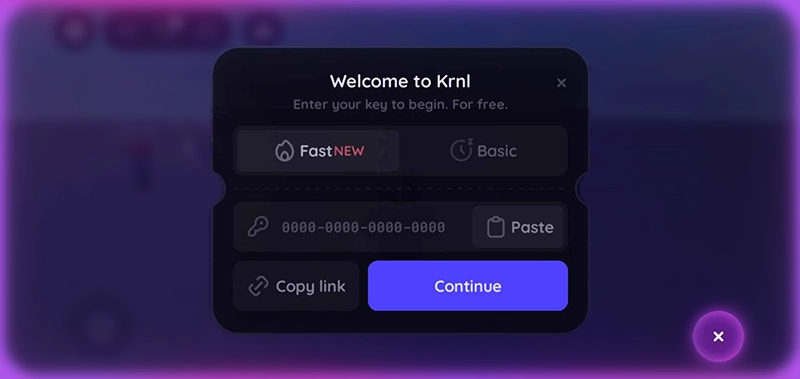 Welcome to Krnl
Enter your key to begin. For free.
Fast NEW
Basic
0000-0000-0000-0000
Paste
Copy link
Continue